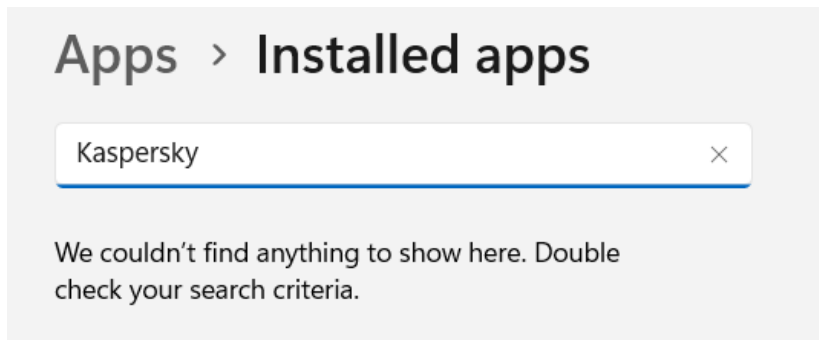 Apps > Installed apps
Kaspersky
We couldn’t find anything to show here. Double
check your search criteria.